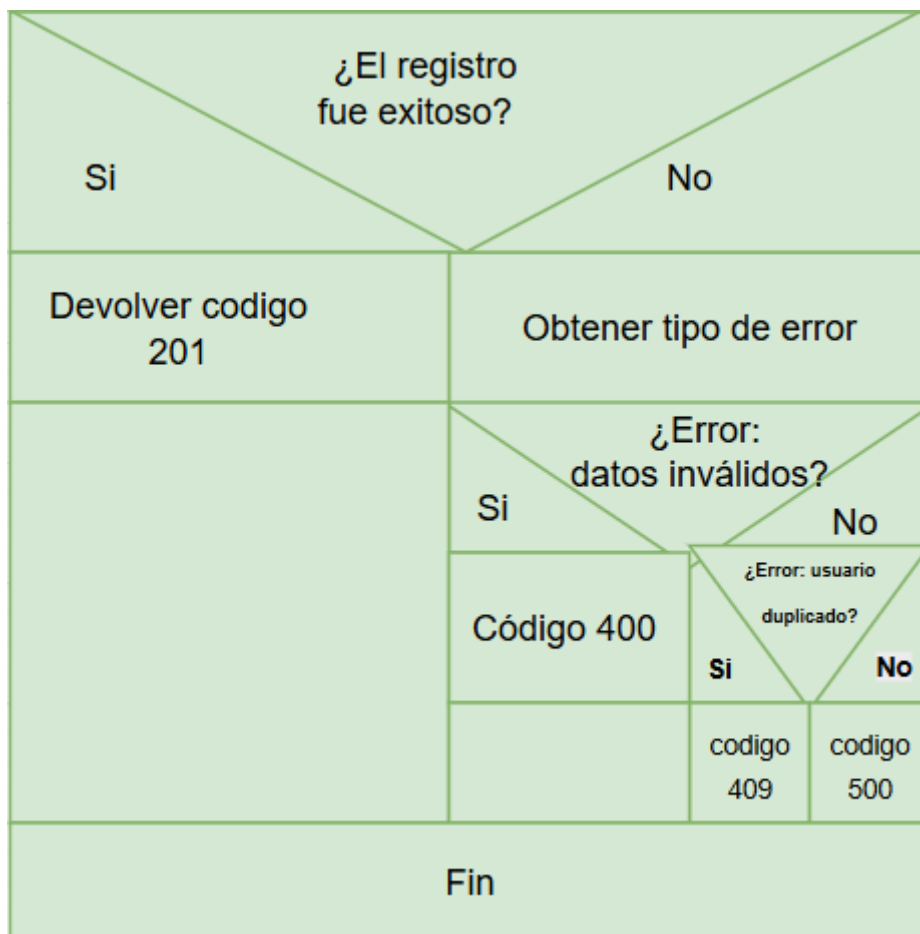 ¿El registro
fue exitoso?
Si
No
Devolver codigo
201
Obtener tipo de error
¿Error:
datos inválidos?
Si
No
¿Error: usuario
duplicado?
Código 400
Si
No
codigo
409
codigo
500
Fin